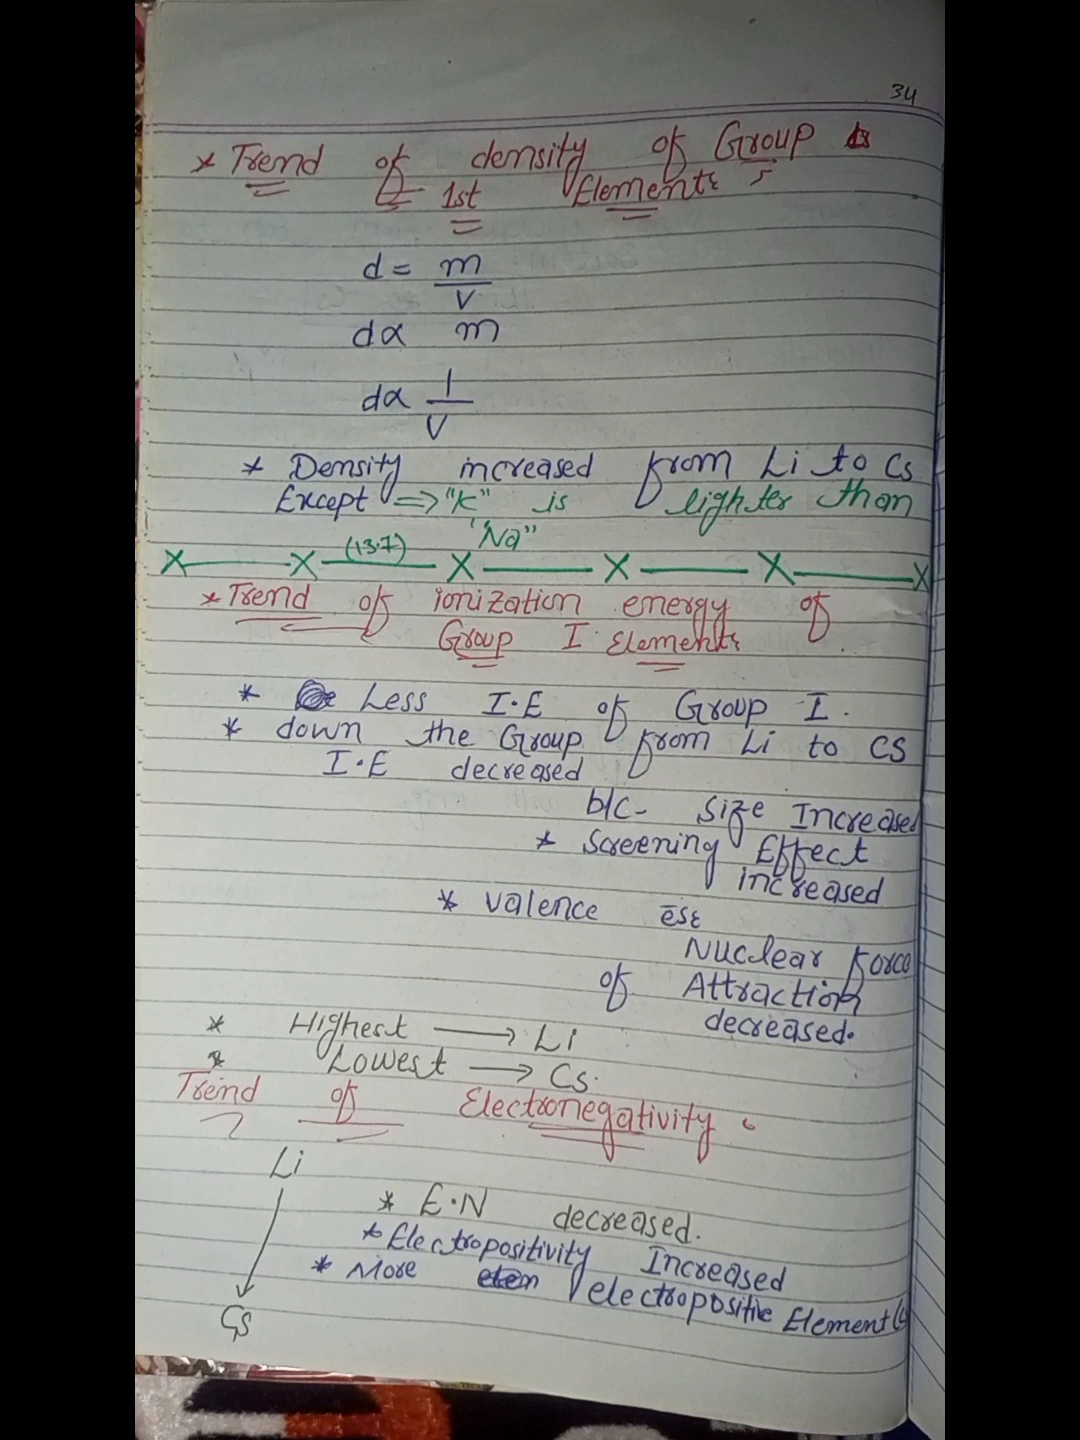 34
* Trend of density of Group
1st Elements
d = m/V
d α m
d α 1/V
* Density increased from Li to Cs
Except => "K" is lighter than
"Na"
X——X—(13.7)—X——X——X——X
* Trend of ionization energy of
Group I Elements.
* Less I.E of Group I.
* down the Group from Li to CS
I.E decreased
b/c- Size Increased
* Screening Effect
increased
* valence
Nuclear force
of Attraction
decreased.
* Highest → Li
* Lowest → Cs.
Treind of Electronegativity
Li
* E.N decreased.
* Electropositivity Increased
* More electropositive Element
Cs